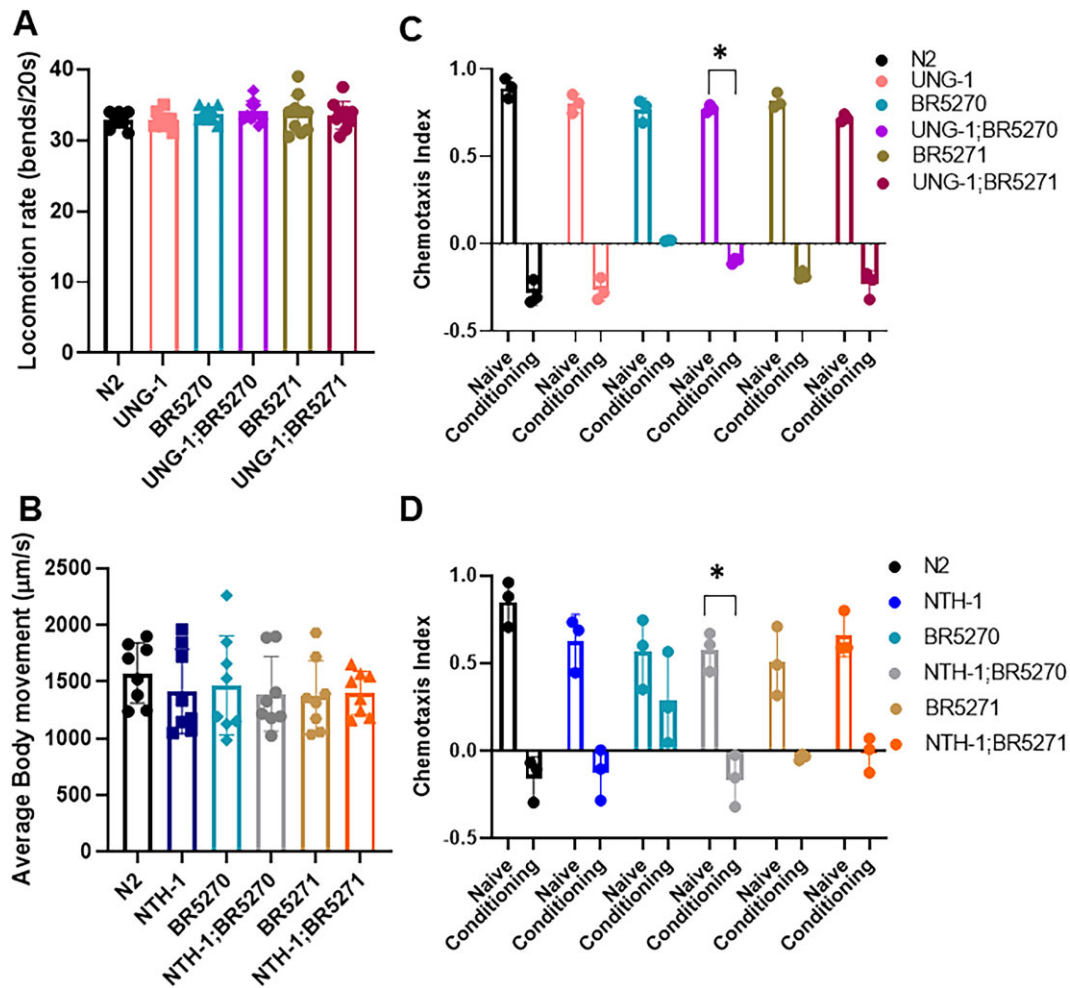 A
Locomotion rate (bends/20s)
40
30
20
10
0
N2
UNG-1
BR5270
UNG-1;BR5270
BR5271
UNG-1;BR5271
C
Chemotaxis Index
1.0
0.5
0.0
-0.5
*
Naive
Conditioning
Naive
Conditioning
Naive
Conditioning
Naive
Conditioning
Naive
Conditioning
Naive
Conditioning
N2
UNG-1
BR5270
UNG-1;BR5270
BR5271
UNG-1;BR5271
B
Average Body movement (µm/s)
2500
2000
1500
1000
500
0
N2
NTH-1
BR5270
NTH-1;BR5270
BR5271
NTH-1;BR5271
D
Chemotaxis Index
1.0
0.5
0.0
-0.5
*
Naive
Conditioning
Naive
Conditioning
Naive
Conditioning
Naive
Conditioning
Naive
Conditioning
Naive
Conditioning
N2
NTH-1
BR5270
NTH-1;BR5270
BR5271
NTH-1;BR5271